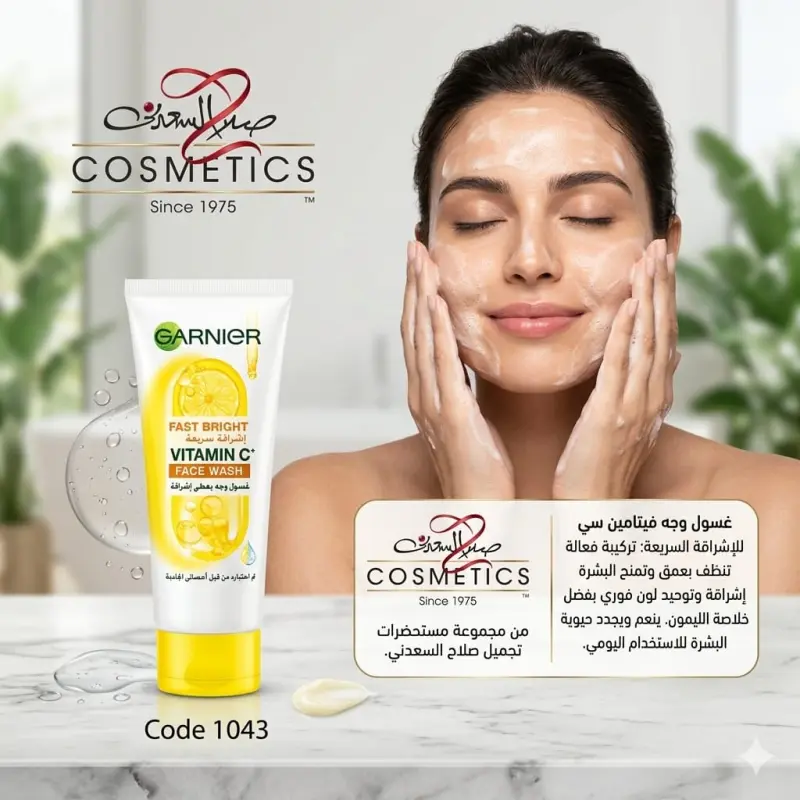 صلاح السعدني
COSMETICS
Since 1975
TM
GARNIER
FAST BRIGHT
إشراقة سريعة
VITAMIN C+
FACE WASH
غسول وجه يعطي إشراقة
تم اختباره من قبل أخصائي الجلدية
Code 1043
صلاح السعدني
COSMETICS
Since 1975
TM
من مجموعة مستحضرات
تجميل صلاح السعدني.
غسول وجه فيتامين سي
للإشراقة السريعة: تركيبة فعالة
تنظف بعمق وتمنح البشرة
إشراقة وتوحيد لون فوري بفضل
خلاصة الليمون. ينعم ويجدد حيوية
البشرة للاستخدام اليومي.